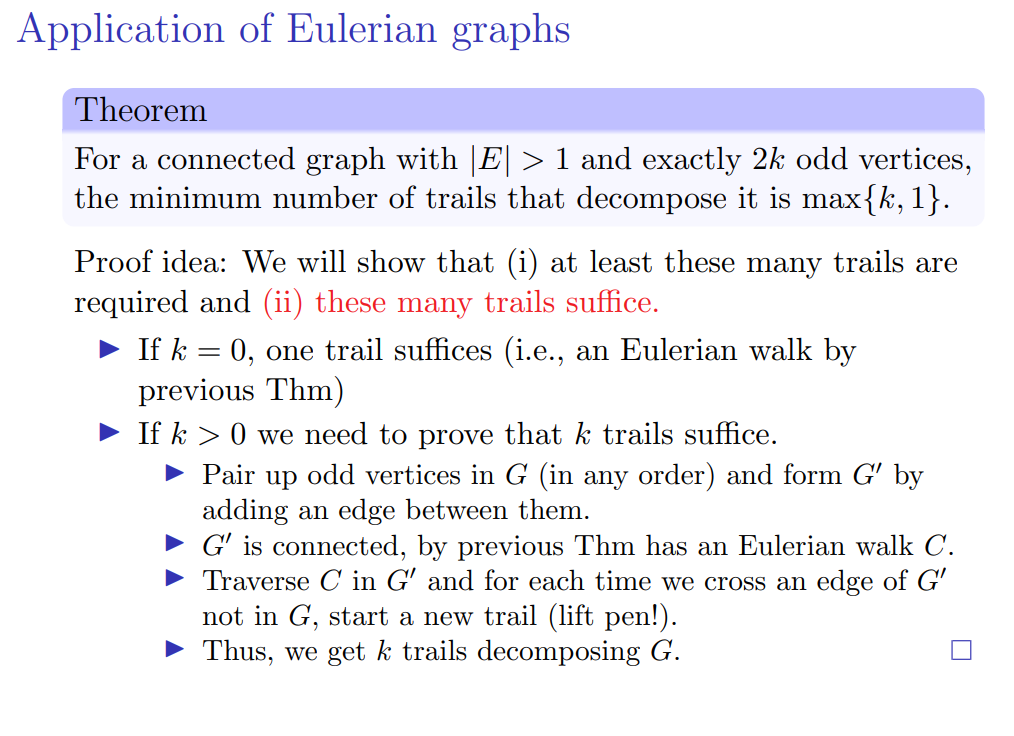 Application of Eulerian graphs
Theorem
For a connected graph with |E| > 1 and exactly 2k odd vertices,
the minimum number of trails that decompose it is max{k, 1}.
Proof idea: We will show that (i) at least these many trails are
required and (ii) these many trails suffice.
▶ If k = 0, one trail suffices (i.e., an Eulerian walk by
previous Thm)
▶ If k > 0 we need to prove that k trails suffice.
▶ Pair up odd vertices in G (in any order) and form G′ by
adding an edge between them.
▶ G′ is connected, by previous Thm has an Eulerian walk C.
▶ Traverse C in G′ and for each time we cross an edge of G′
not in G, start a new trail (lift pen!).
▶ Thus, we get k trails decomposing G. □